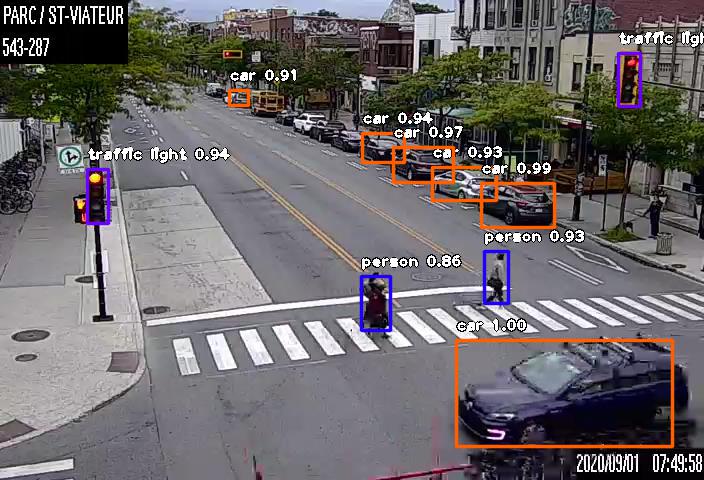 PARC / ST-VIATEUR
543-287
traffic ligh
car 0.91
car 0.94
car 0.97
car 0.93
car 0.99
traffic light 0.94
person 0.93
person 0.86
car 1.00
2020/09/01 07:49:58